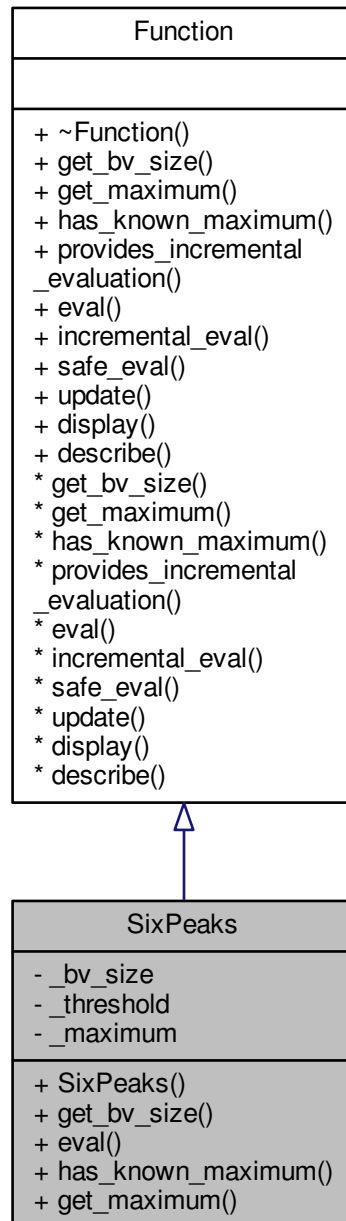 Function
+ ~Function()
+ get_bv_size()
+ get_maximum()
+ has_known_maximum()
+ provides_incremental
_evaluation()
+ eval()
+ incremental_eval()
+ safe_eval()
+ update()
+ display()
+ describe()
* get_bv_size()
* get_maximum()
* has_known_maximum()
* provides_incremental
_evaluation()
* eval()
* incremental_eval()
* safe_eval()
* update()
* display()
* describe()
SixPeaks
- _bv_size
- _threshold
- _maximum
+ SixPeaks()
+ get_bv_size()
+ eval()
+ has_known_maximum()
+ get_maximum()